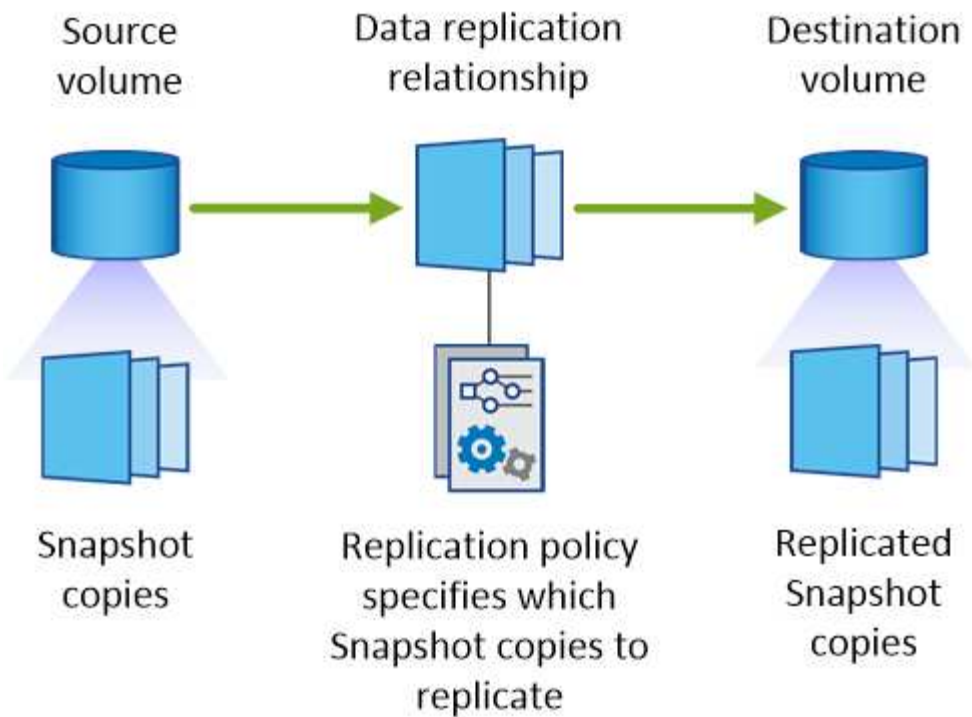 Source
volume
Data replication
relationship
Destination
volume
Snapshot
copies
Replication policy
specifies which
Snapshot copies to
replicate
Replicated
Snapshot
copies